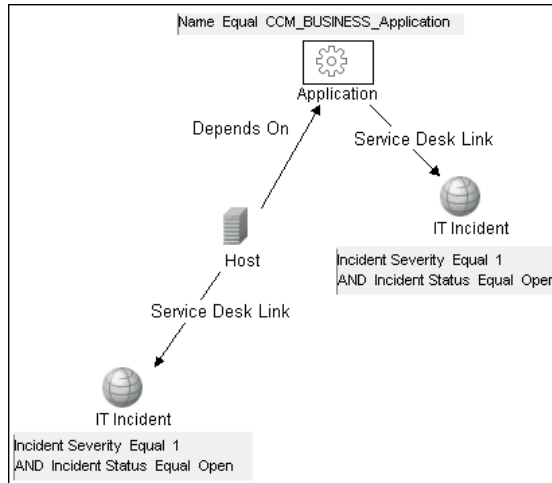 Name Equal CCM_BUSINESS_Application
Application
Depends On
Service Desk Link
IT Incident
Incident Severity Equal 1
AND Incident Status Equal Open
Host
Service Desk Link
IT Incident
Incident Severity Equal 1
AND Incident Status Equal Open